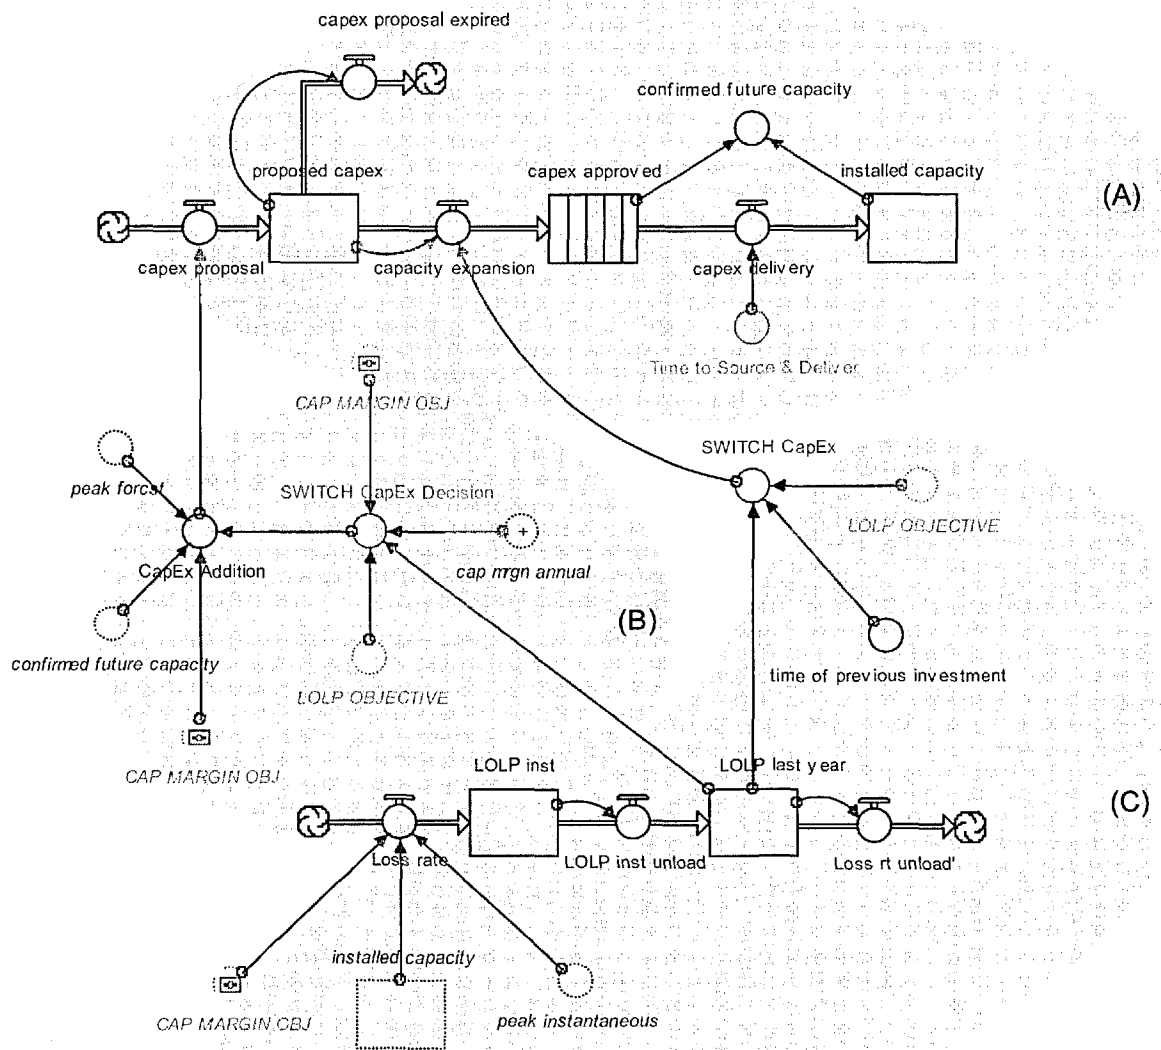 capex proposal expired
confirmed future capacity
proposed capex
capex approved
installed capacity
(A)
capex proposal
capacity expansion
capex delivery
Time to Source & Deliver
CAP MARGIN OBJ
SWITCH CapEx
peak forcst
SWITCH CapEx Decision
LOLP OBJECTIVE
CapEx Addition
cap mrgn annual
(B)
confirmed future capacity
LOLP OBJECTIVE
time of previous investment
CAP MARGIN OBJ
LOLP inst
LOLP last year
(C)
Loss rate
LOLP inst unload
Loss rt unload'
installed capacity
CAP MARGIN OBJ
peak instantaneous